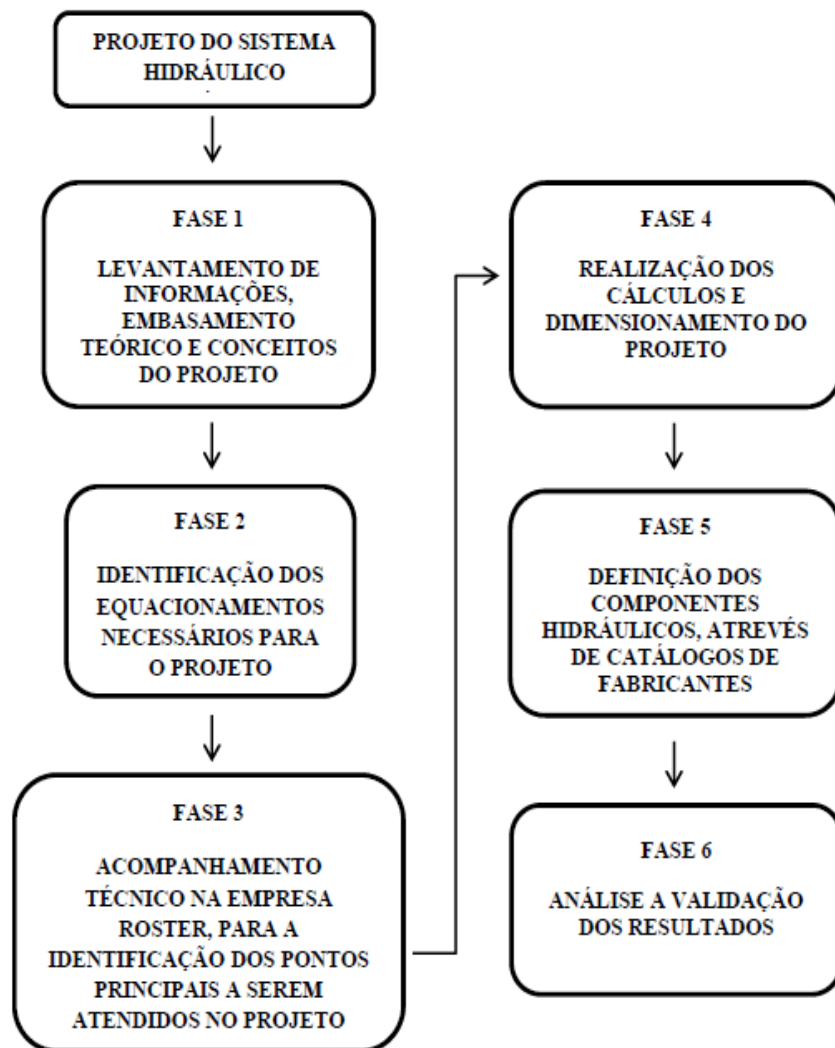 PROJETO DO SISTEMA
HIDRÁULICO
FASE 1
LEVANTAMENTO DE
INFORMAÇÕES,
EMBASAMENTO
TEÓRICO E CONCEITOS
DO PROJETO
FASE 2
IDENTIFICAÇÃO DOS
EQUACIONAMENTOS
NECESSÁRIOS PARA
O PROJETO
FASE 3
ACOMPANHAMENTO
TÉCNICO NA EMPRESA
ROSTER, PARA A
IDENTIFICAÇÃO DOS PONTOS
PRINCIPAIS A SEREM
ATENDIDOS NO PROJETO
FASE 4
REALIZAÇÃO DOS
CÁLCULOS E
DIMENSIONAMENTO DO
PROJETO
FASE 5
DEFINIÇÃO DOS
COMPONENTES
HIDRÁULICOS, ATREVÉS
DE CATÁLOGOS DE
FABRICANTES
FASE 6
ANÁLISE A VALIDAÇÃO
DOS RESULTADOS